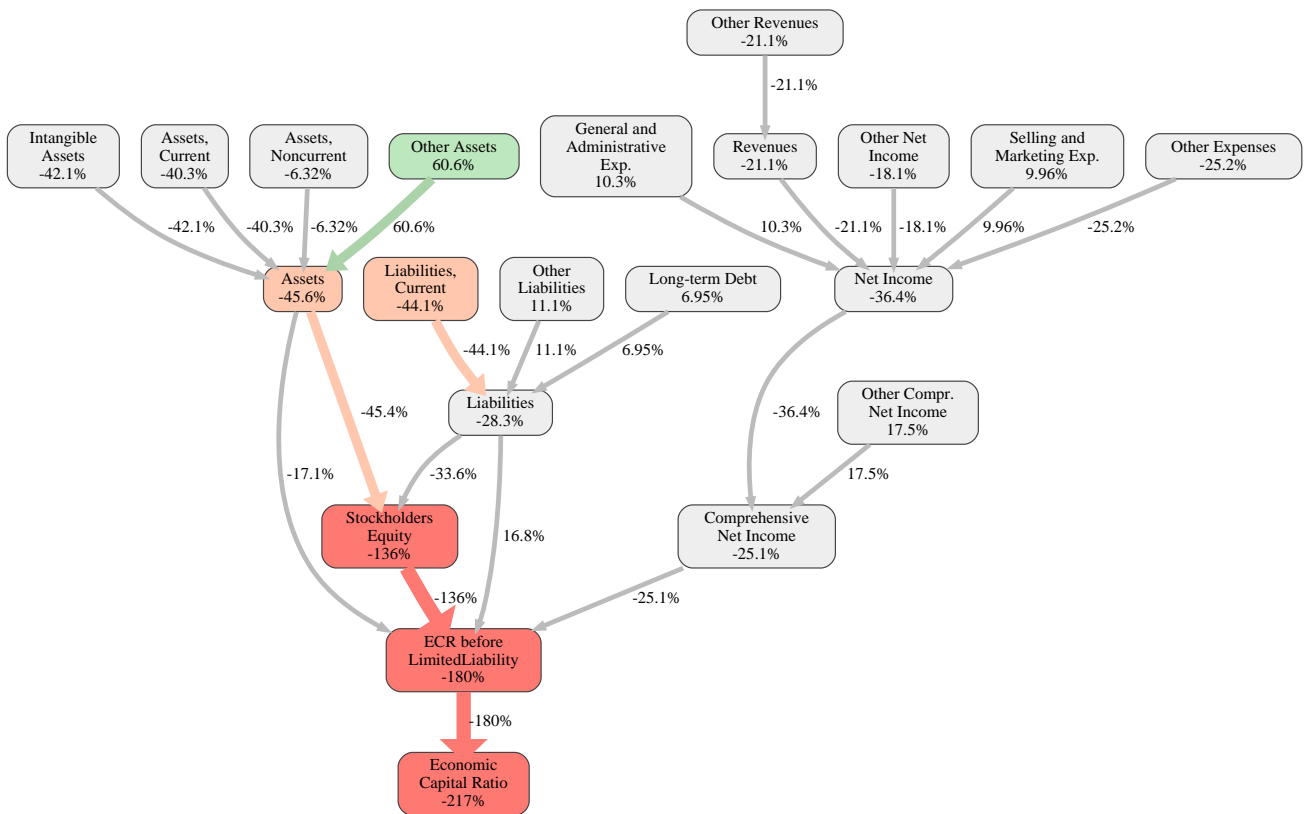 Other Revenues
-21.1%
-21.1%
Intangible
Assets
-42.1%
Assets,
Current
-40.3%
Assets,
Noncurrent
-6.32%
Other Assets
60.6%
General and
Administrative
Exp.
10.3%
Revenues
-21.1%
Other Net
Income
-18.1%
Selling and
Marketing Exp.
9.96%
Other Expenses
-25.2%
-42.1%
-40.3%
-6.32%
60.6%
10.3%
-21.1%
-18.1%
9.96%
-25.2%
Assets
-45.6%
Liabilities,
Current
-44.1%
Other
Liabilities
11.1%
Long-term Debt
6.95%
Net Income
-36.4%
-44.1%
11.1%
6.95%
-45.4%
Liabilities
-28.3%
-36.4%
Other Compr.
Net Income
17.5%
-17.1%
-33.6%
17.5%
Stockholders
Equity
-136%
16.8%
Comprehensive
Net Income
-25.1%
-136%
-25.1%
ECR before
LimitedLiability
-180%
-180%
Economic
Capital Ratio
-217%